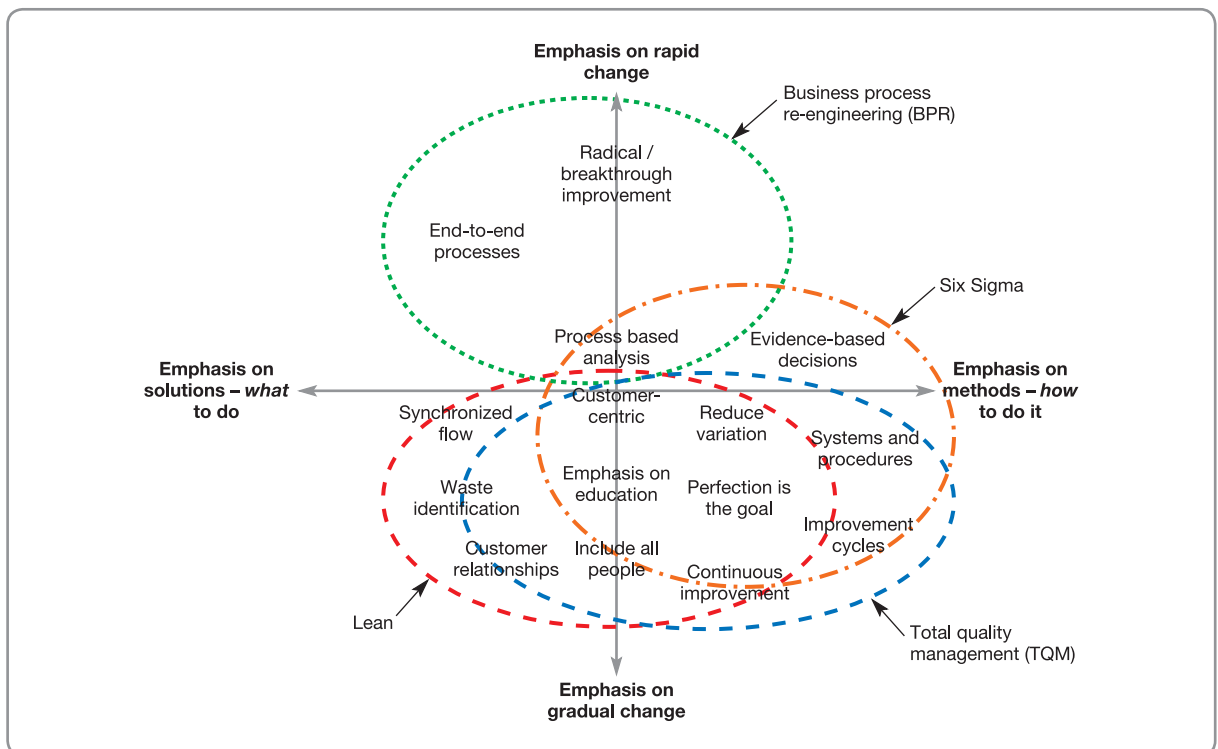 Emphasis on rapid
change
Business process
re-engineering (BPR)
Radical /
breakthrough
improvement
End-to-end
processes
Six Sigma
Process based
analysis
Evidence-based
decisions
Emphasis on
solutions – what
to do
Emphasis on
methods – how
to do it
Customer-
centric
Synchronized
flow
Reduce
variation
Systems and
procedures
Emphasis on
education
Waste
identification
Perfection is
the goal
Improvement
cycles
Customer
relationships
Include all
people
Continuous
improvement
Lean
Total quality
management (TQM)
Emphasis on
gradual change